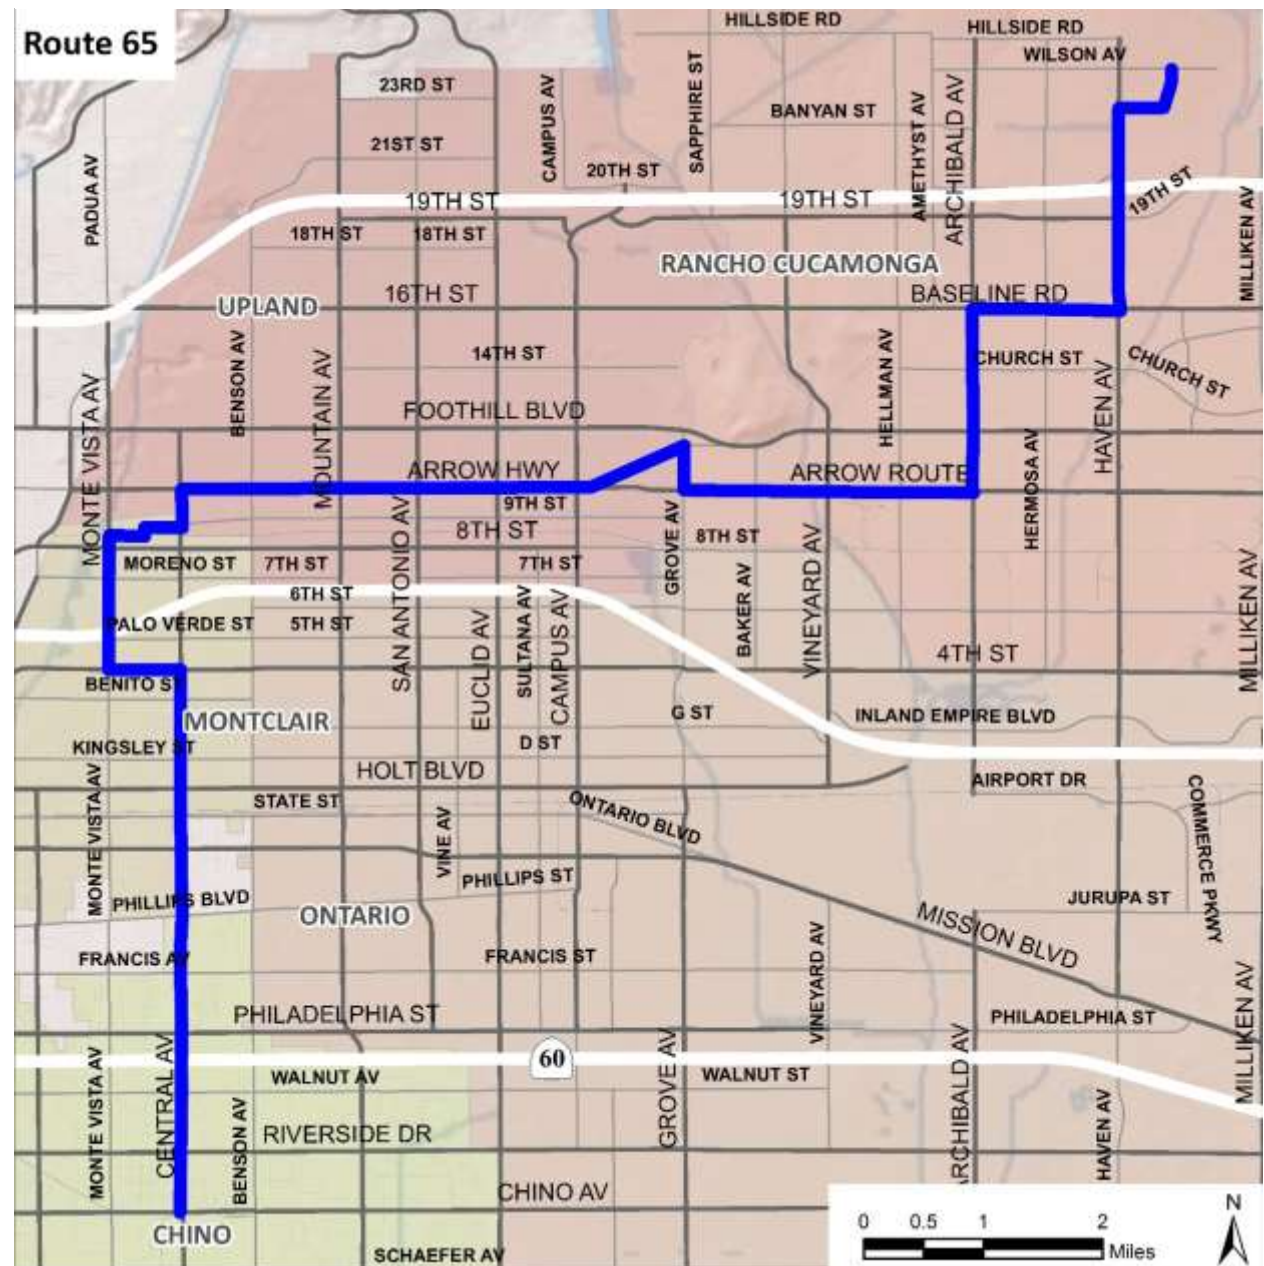 Route 65
HILLSIDE RD
HILLSIDE RD
WILSON AV
23RD ST
CAMPUS AV
SAPPHIRE ST
BANYAN ST
AMETHYST AV
ARCHIBALD AV
21ST ST
20TH ST
PADUA AV
19TH ST
19TH ST
19TH ST
MILLIKEN AV
18TH ST
18TH ST
RANCHO CUCAMONGA
UPLAND
16TH ST
BASELINE RD
BENSON AV
MOUNTAIN AV
14TH ST
HELLMAN AV
CHURCH ST
CHURCH ST
MONTE VISTA AV
FOOTHILL BLVD
HAVEN AV
ARROW HWY
ARROW ROUTE
HERMOSA AV
9TH ST
8TH ST
GROVE AV
8TH ST
MORENO ST
7TH ST
SAN ANTONIO AV
7TH ST
BAKER AV
VINEYARD AV
MILLIKEN AV
6TH ST
PALO VERDE ST
5TH ST
EUCLID AV
SULTANA AV
CAMPUS AV
4TH ST
BENITO ST
MONTCLAIR
G ST
INLAND EMPIRE BLVD
KINGSLEY ST
D ST
HOLT BLVD
AIRPORT DR
MONTE VISTA AV
STATE ST
VINE AV
ONTARIO BLVD
COMMERCE PKWY
PHILLIPS BLVD
PHILLIPS ST
JURUPA ST
ONTARIO
MISSION BLVD
FRANCIS AV
FRANCIS ST
VINEYARD AV
MILLIKEN AV
PHILADELPHIA ST
PHILADELPHIA ST
MONTE VISTA AV
CENTRAL AV
60
GROVE AV
ARCHIBALD AV
WALNUT AV
WALNUT ST
BENSON AV
RIVERSIDE DR
HAVEN AV
CHINO AV
CHINO
SCHAEFER AV
N
0 0.5 1 2
Miles